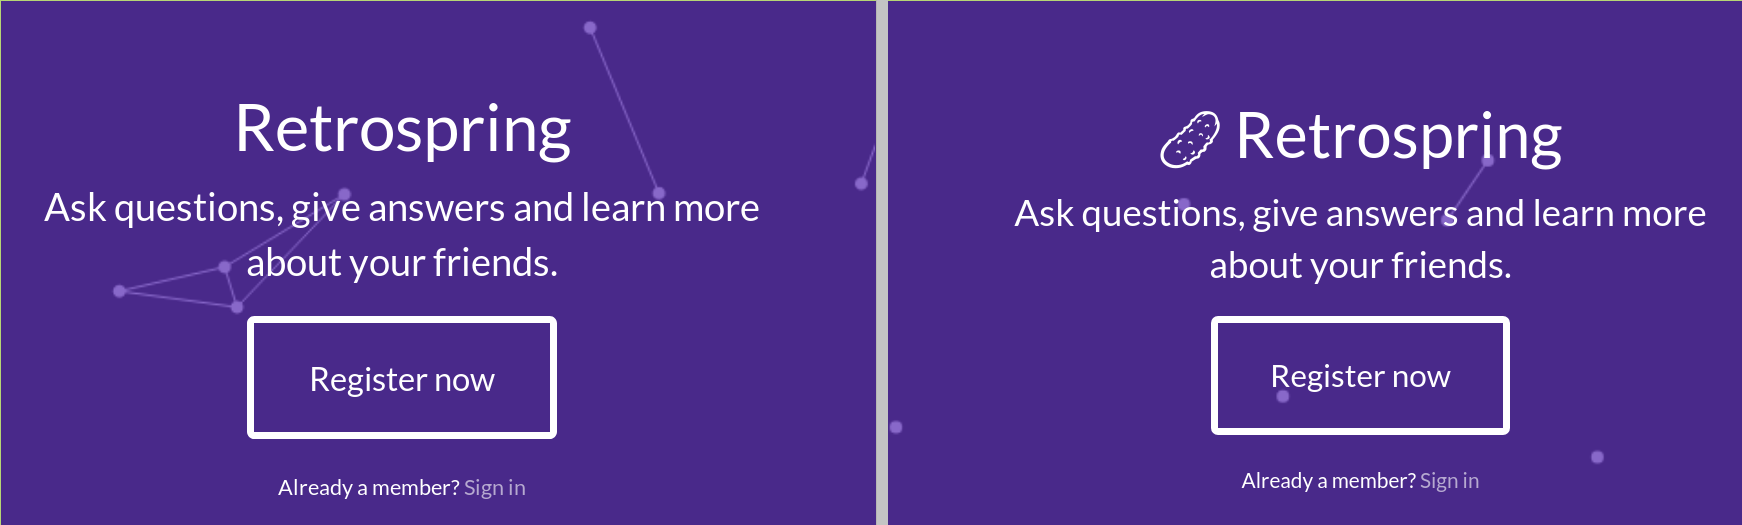 Retrospring
Ask questions, give answers and learn more
about your friends.
Register now
Already a member? Sign in
Retrospring
Ask questions, give answers and learn more
about your friends.
Register now
Already a member? Sign in